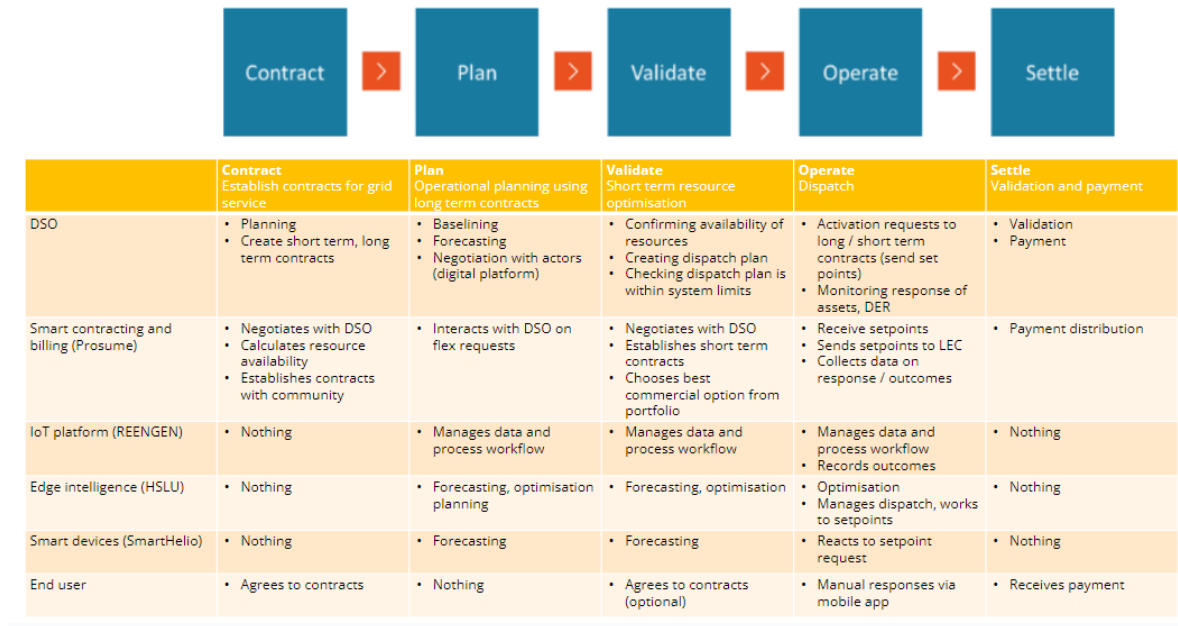 Contract
>
Plan
>
Validate
>
Operate
>
Settle
Contract
Establish contracts for grid
service
Plan
Operational planning using
long term contracts
Validate
Short term resource
optimisation
Operate
Dispatch
Settle
Validation and payment
DSO
• Planning
• Create short term, long
term contracts
• Baselining
• Forecasting
• Negotiation with actors
(digital platform)
• Confirming availability of
resources
• Creating dispatch plan
• Checking dispatch plan is
within system limits
• Activation requests to
long / short term
contracts (send set
points)
• Monitoring response of
assets, DER
• Validation
• Payment
Smart contracting and
billing (Prosume)
• Negotiates with DSO
• Calculates resource
availability
• Establishes contracts
with community
• Interacts with DSO on
flex requests
• Negotiates with DSO
• Establishes short term
contracts
• Chooses best
commercial option from
portfolio
• Receive setpoints
• Sends setpoints to LEC
• Collects data on
response / outcomes
• Payment distribution
IoT platform (REENGEN)
• Nothing
• Manages data and
process workflow
• Manages data and
process workflow
• Manages data and
process workflow
• Records outcomes
• Nothing
Edge intelligence (HSLU)
• Nothing
• Forecasting, optimisation
planning
• Forecasting, optimisation
• Optimisation
• Manages dispatch, works
to setpoints
• Nothing
Smart devices (SmartHelio)
• Nothing
• Forecasting
• Forecasting
• Reacts to setpoint
request
• Nothing
End user
• Agrees to contracts
• Nothing
• Agrees to contracts
(optional)
• Manual responses via
mobile app
• Receives payment